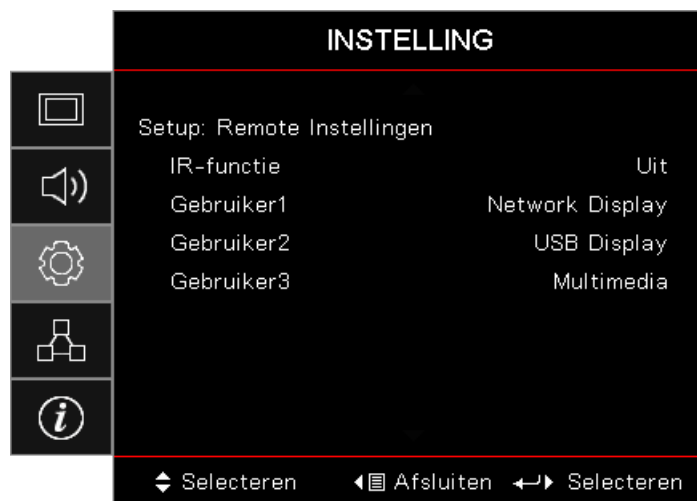 INSTELLING
Setup: Remote Instellingen
IR-functie Uit
Gebruiker1 Network Display
Gebruiker2 USB Display
Gebruiker3 Multimedia
Selecteren Afsluiten Selecteren